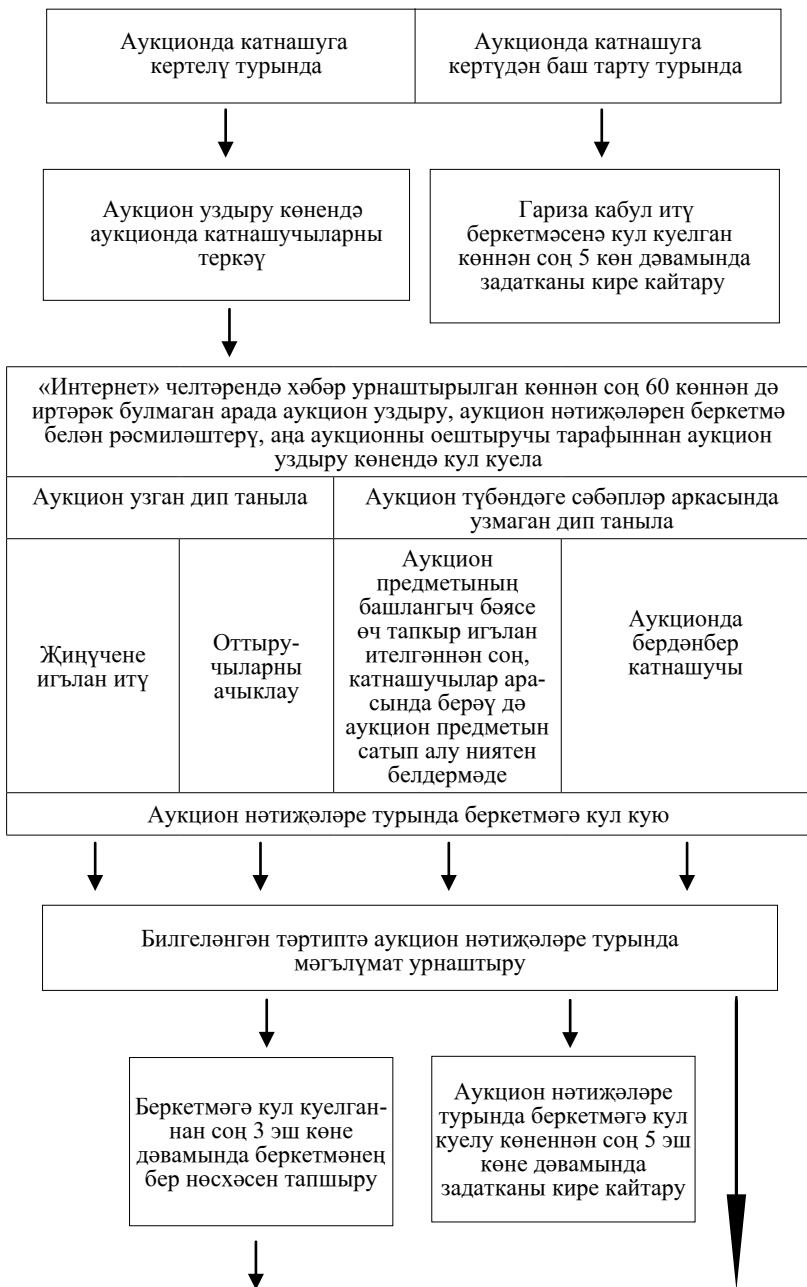 Аукционда катнашуга
кертелү турында
Аукционда катнашуга
кертүдән баш тарту турында
Аукцион уздыру көнендә
аукционда катнашучыларны
теркәү
Гариза кабул итү
беркетмәсенә кул куелган
көннән соң 5 көн дәвамында
задатканы кире кайтару
«Интернет» челтәрендә хәбәр урнаштырылган көннән соң 60 көннән дә
иртәрәк булмаган арада аукцион уздыру, аукцион нәтиҗәләрен беркетмә
белән рәсмиләштерү, аңа аукционны оештыручы тарафыннан аукцион
уздыру көнендә кул куела
Аукцион узган дип таныла
Аукцион түбәндәге сәбәпләр аркасында
узмаган дип таныла
Җиңүчене
игълан итү
Оттыру-
чыларны
ачыклау
Аукцион
предметының
башлангыч бәясе
өч тапкыр игълан
ителгәннән соң,
катнашучылар ара-
сында берәү дә
аукцион предметын
сатып алу ниятен
белдермәде
Аукционда
бердәнбер
катнашучы
Аукцион нәтиҗәләре турында беркетмәгә кул кую
Билгеләнгән тәртиптә аукцион нәтиҗәләре турында
мәгълүмат урнаштыру
Беркетмәгә кул куелган-
нан соң 3 эш көне
дәвамында беркетмәнең
бер нөсхәсен тапшыру
Аукцион нәтиҗәләре
турында беркетмәгә кул
куелу көненнән соң 5 эш
көне дәвамында
задатканы кире кайтару